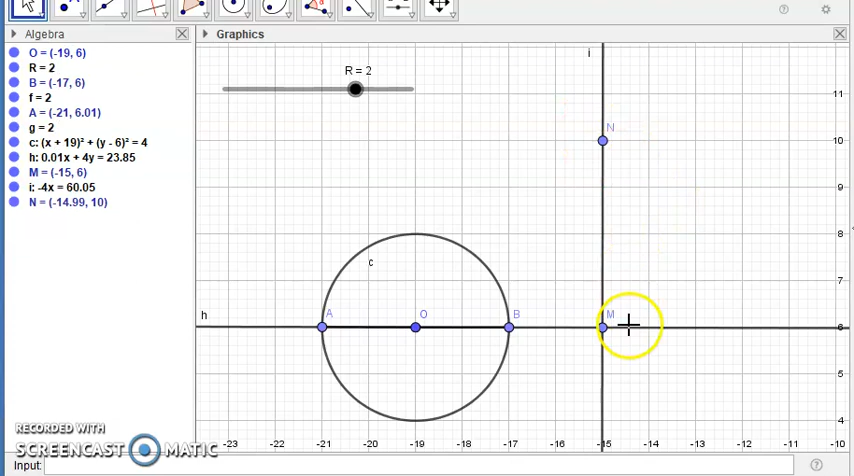 Algebra
Graphics
O = (-19, 6)
R = 2
B = (-17, 6)
f = 2
A = (-21, 6.01)
g = 2
c: (x + 19)² + (y - 6)² = 4
h: 0.01x + 4y = 23.85
M = (-15, 6)
i: -4x = 60.05
N = (-14.99, 10)
i
R = 2
11
N
10
9
8
c
7
h
A
O
B
M
6
5
4
-23
-22
-21
-20
-19
-18
-17
-16
-15
-14
-13
-12
-11
-10
RECORDED WITH
SCREENCAST MATIC
Input: